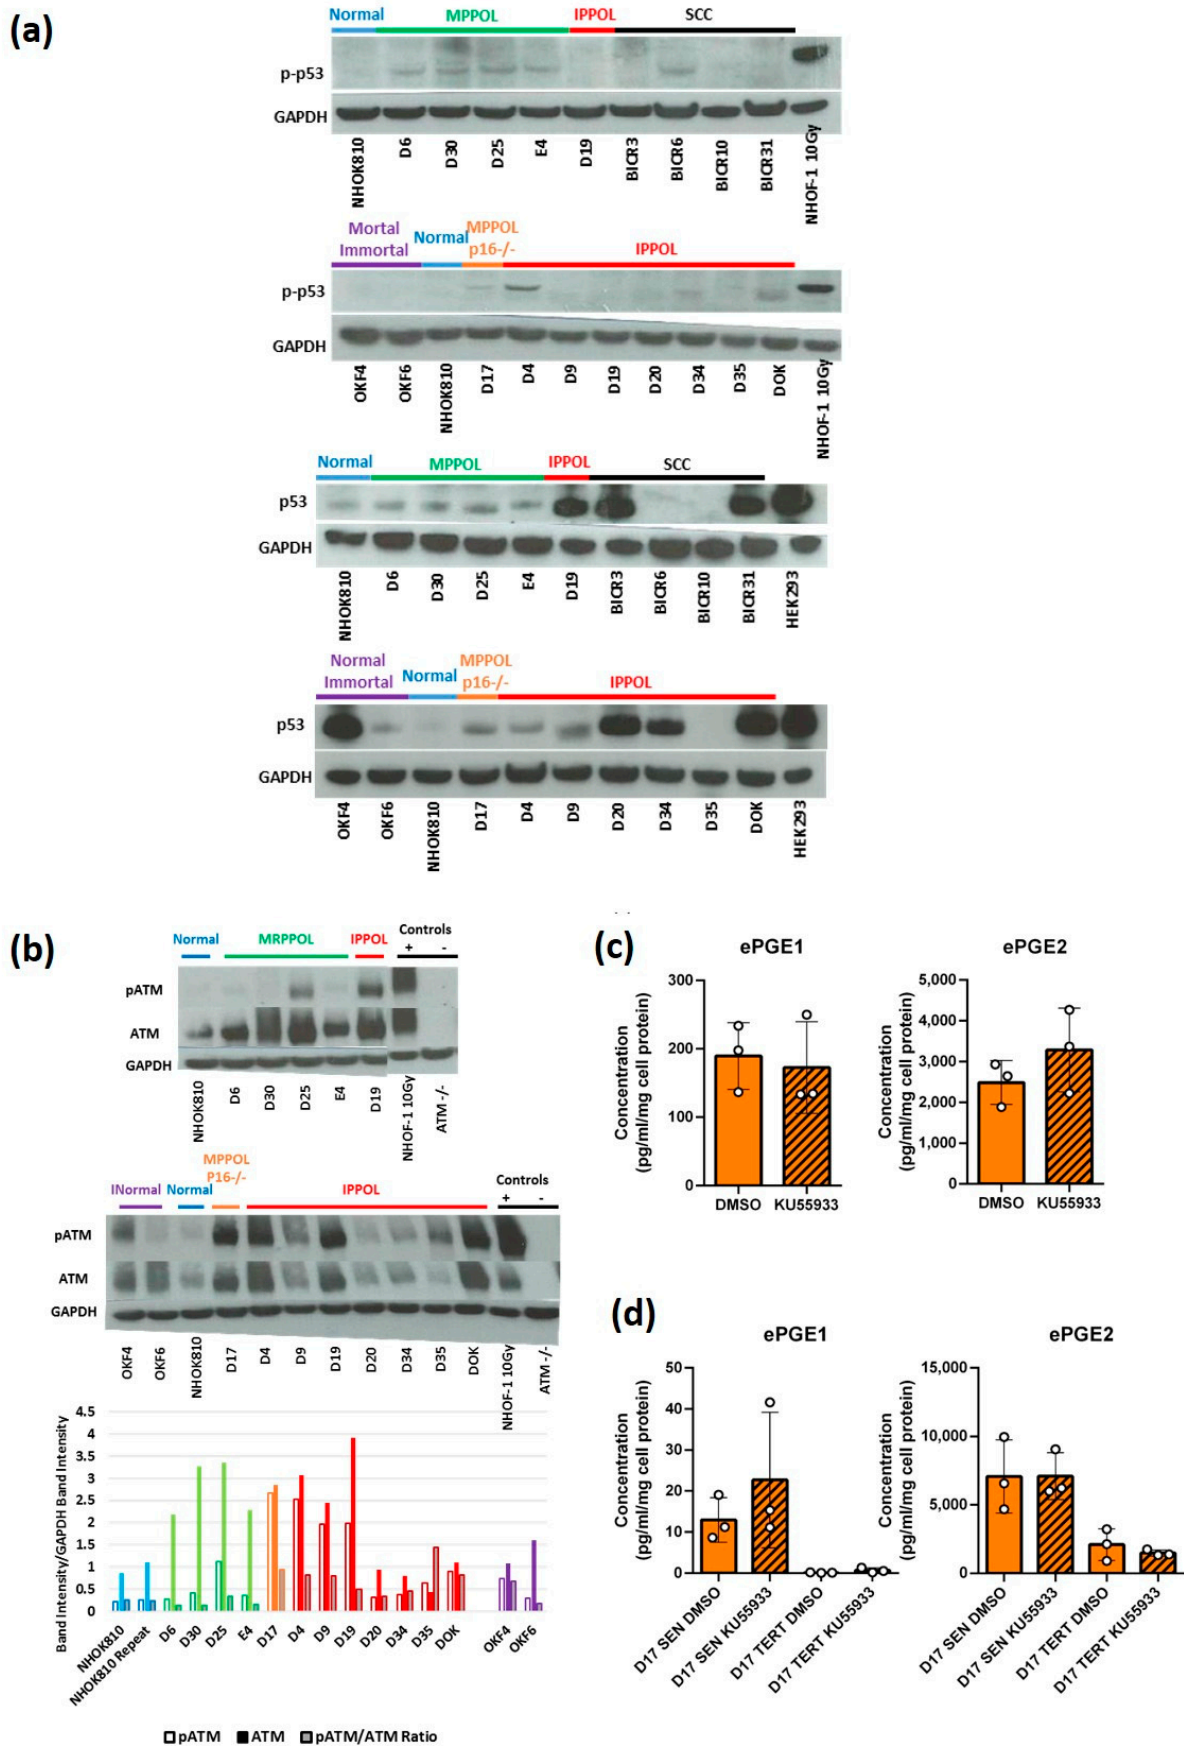 (a)
Normal MPPOL IPPOL SCC
p-p53
GAPDH
NHOK810 D6 D30 D25 E4 D19 BICR3 BICR6 BICR10 BICR31 NHOF-1 10Gy
Mortal
Immortal Normal MPPOL
p16-/- IPPOL
p-p53
GAPDH
OKF4 OKF6 NHOK810 D17 D4 D9 D19 D20 D34 D35 DOK NHOF-1 10Gy
Normal MPPOL IPPOL SCC
p53
GAPDH
NHOK810 D6 D30 D25 E4 D19 BICR3 BICR6 BICR10 BICR31 HEK293
Normal
Immortal Normal MPPOL
p16-/- IPPOL
p53
GAPDH
OKF4 OKF6 NHOK810 D17 D4 D9 D20 D34 D35 DOK HEK293
(b)
Normal MRPPOL IPPOL Controls
+ -
pATM
ATM
GAPDH
NHOK810 D6 D30 D25 E4 D19 NHOF-1 10Gy ATM -/-
INormal Normal MPPOL
P16-/- IPPOL Controls
+ -
pATM
ATM
GAPDH
OKF4 OKF6 NHOK810 D17 D4 D9 D19 D20 D34 D35 DOK NHOF-1 10Gy ATM -/-
Band Intensity/GAPDH Band Intensity
4.5
4
3.5
3
2.5
2
1.5
1
0.5
0
NHOK810 NHOK810 Repeat D6 D30 D25 E4 D17 D4 D9 D19 D20 D34 D35 DOK OKF4 OKF6
pATM ATM pATM/ATM Ratio
(c)
ePGE1
Concentration
(pg/ml/mg cell protein)
300
200
100
0
DMSO KU55933
ePGE2
Concentration
(pg/ml/mg cell protein)
5,000
4,000
3,000
2,000
1,000
0
DMSO KU55933
(d)
ePGE1
Concentration
(pg/ml/mg cell protein)
50
40
30
20
10
0
D17 SEN DMSO
D17 SEN KU55933
D17 TERT DMSO
D17 TERT KU55933
ePGE2
Concentration
(pg/ml/mg cell protein)
15,000
10,000
5,000
0
D17 SEN DMSO
D17 SEN KU55933
D17 TERT DMSO
D17 TERT KU55933